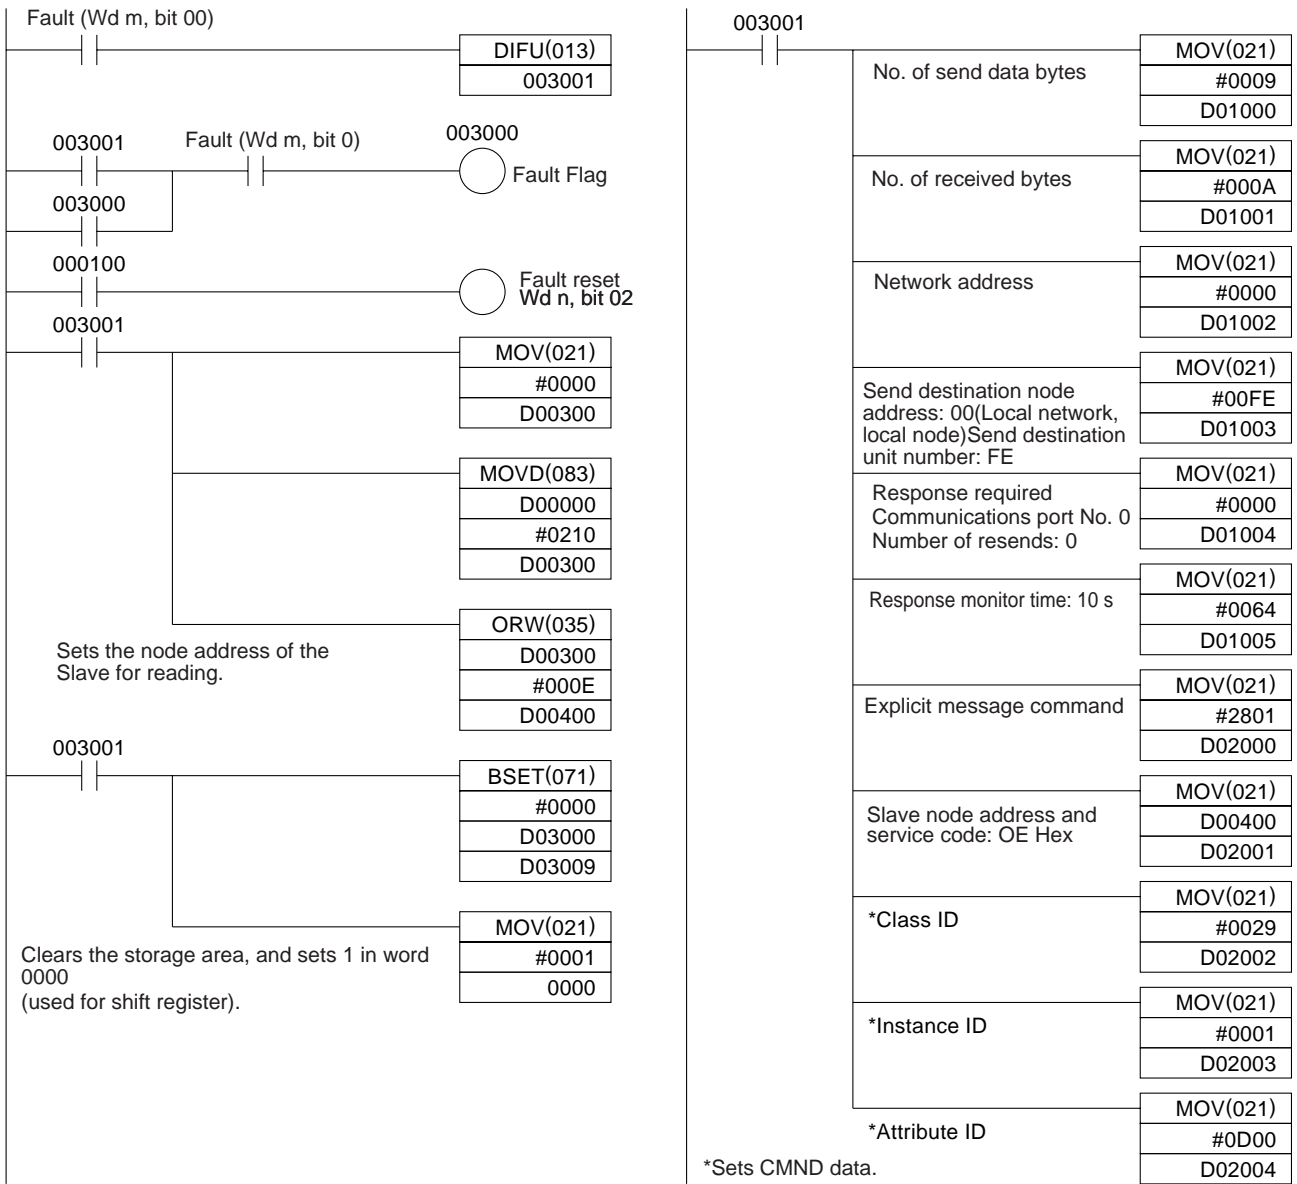 Fault (Wd m, bit 00)
DIFU(013)
003001
003001
Fault (Wd m, bit 0)
003000
Fault Flag
003000
000100
Fault reset
Wd n, bit 02
003001
MOV(021)
#0000
D00300
MOVD(083)
D00000
#0210
D00300
ORW(035)
D00300
#000E
D00400
Sets the node address of the
Slave for reading.
003001
BSET(071)
#0000
D03000
D03009
MOV(021)
#0001
0000
Clears the storage area, and sets 1 in word
0000
(used for shift register).
003001
No. of send data bytes
MOV(021)
#0009
D01000
No. of received bytes
MOV(021)
#000A
D01001
Network address
MOV(021)
#0000
D01002
Send destination node
address: 00(Local network,
local node)Send destination
unit number: FE
MOV(021)
#00FE
D01003
Response required
Communications port No. 0
Number of resends: 0
MOV(021)
#0000
D01004
Response monitor time: 10 s
MOV(021)
#0064
D01005
Explicit message command
MOV(021)
#2801
D02000
Slave node address and
service code: OE Hex
MOV(021)
D00400
D02001
*Class ID
MOV(021)
#0029
D02002
*Instance ID
MOV(021)
#0001
D02003
*Attribute ID
MOV(021)
#0D00
D02004
*Sets CMND data.